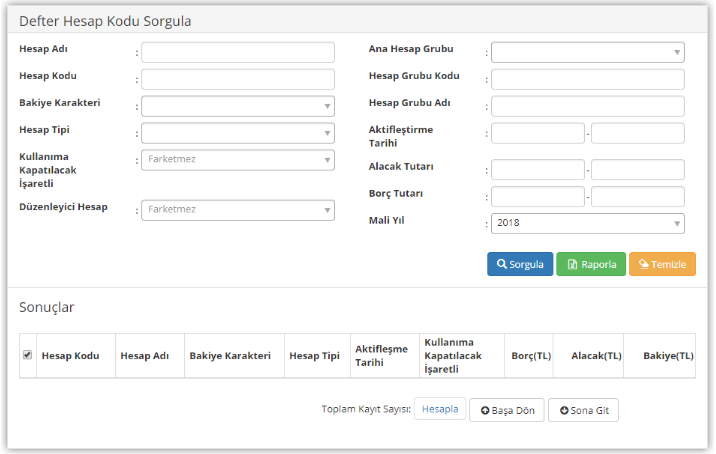 Defter Hesap Kodu Sorgula
Hesap Adı :
Ana Hesap Grubu :
Hesap Kodu :
Hesap Grubu Kodu :
Bakiye Karakteri :
Hesap Grubu Adı :
Hesap Tipi :
Aktifleştirme
Tarihi : -
Kullanıma
Kapatılacak
İşaretli : Farketmez
Alacak Tutarı : -
Borç Tutarı : -
Düzenleyici Hesap : Farketmez
Mali Yıl : 2018
Sorgula Raporla Temizle
Sonuçlar
Hesap Kodu
Hesap Adı
Bakiye Karakteri
Hesap Tipi
Aktifleşme
Tarihi
Kullanıma
Kapatılacak
İşaretli
Borç(TL)
Alacak(TL)
Bakiye(TL)
Toplam Kayıt Sayısı: Hesapla Başa Dön Sona Git